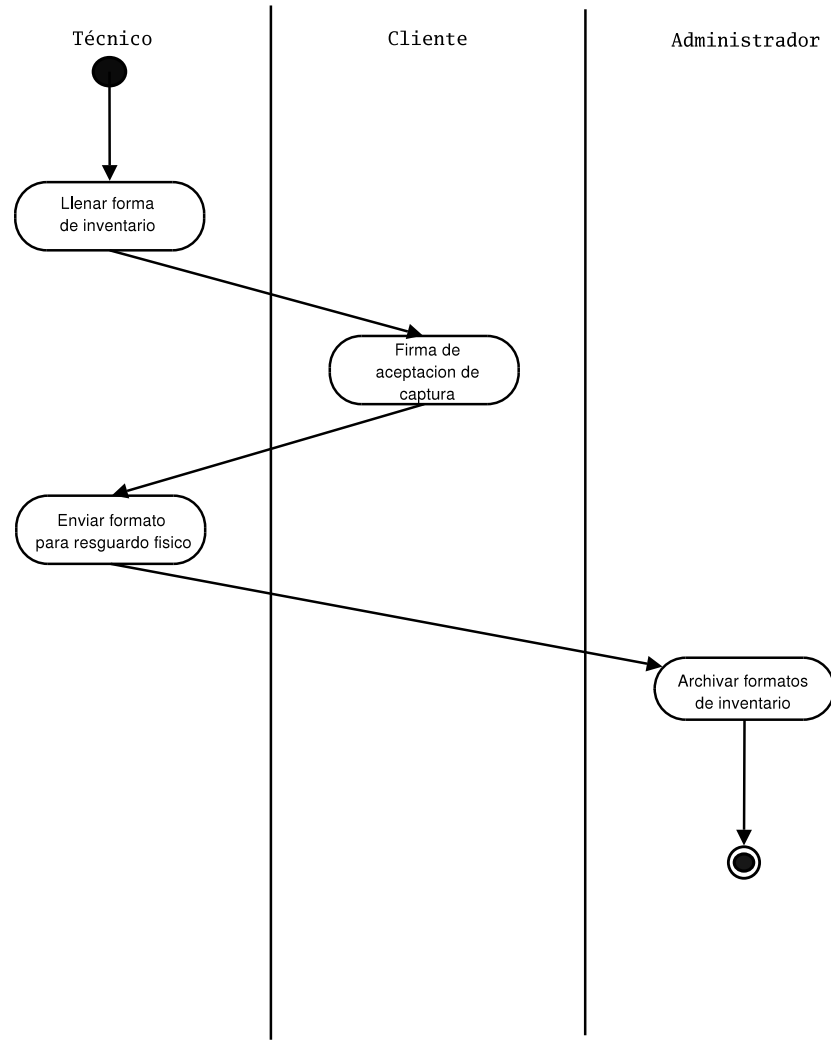 Técnico
Cliente
Administrador
Llenar forma
de inventario
Firma de
aceptacion de
captura
Enviar formato
para resguardo fisico
Archivar formatos
de inventario